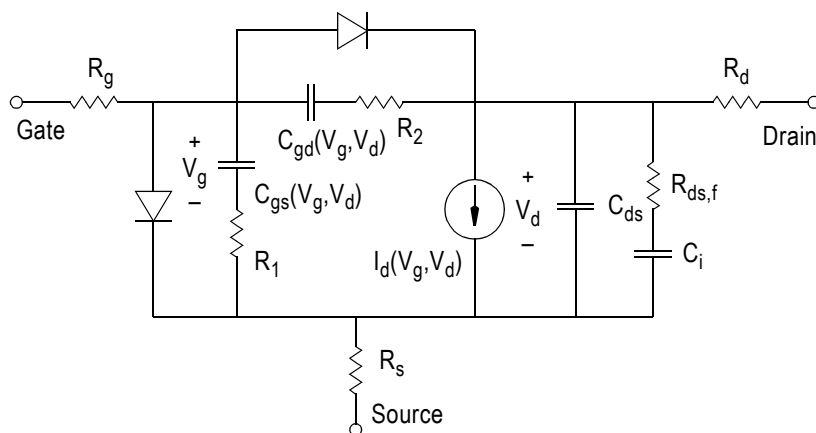 R_g
R_d
Gate
Drain
+
V_g
–
C_gd(V_g,V_d)
R_2
C_gs(V_g,V_d)
R_1
+
V_d
–
I_d(V_g,V_d)
C_ds
R_ds,f
C_i
R_s
Source